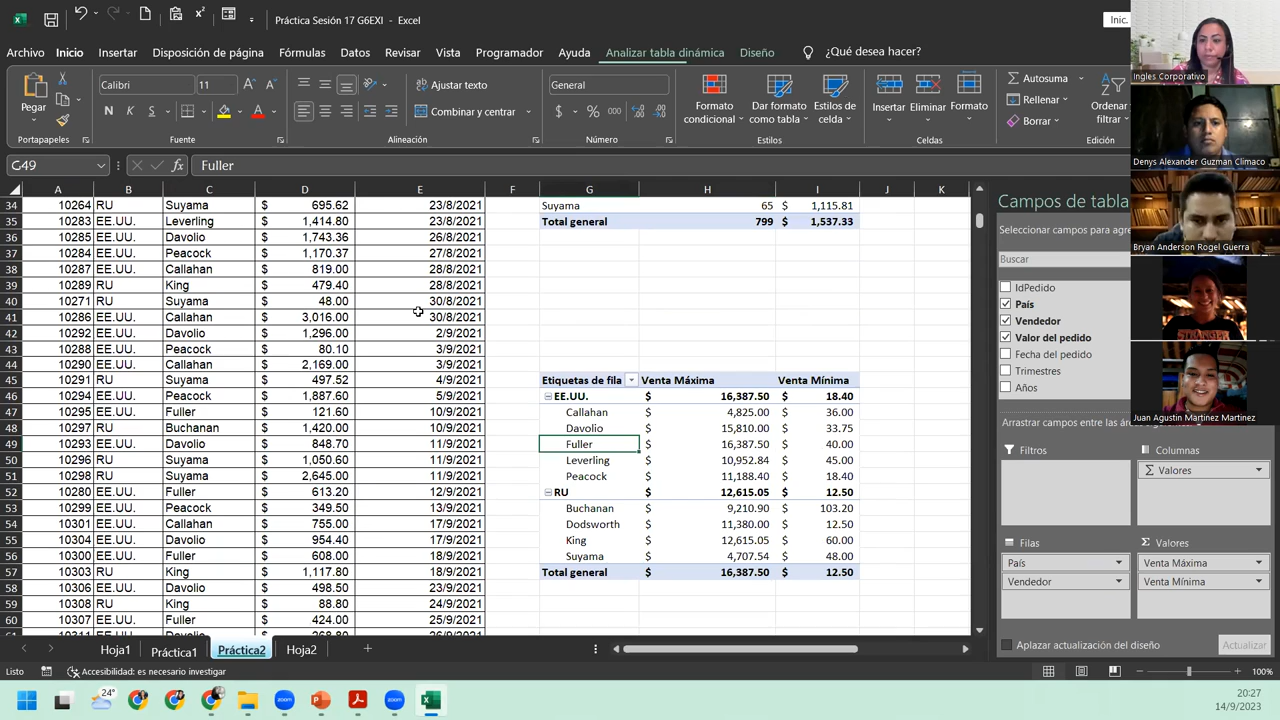 Práctica Sesión 17 G6EXI - Excel
Inic.
Archivo Inicio Insertar Disposición de página Fórmulas Datos Revisar Vista Programador Ayuda Analizar tabla dinámica Diseño ¿Qué desea hacer?
Pegar
Calibri 11
N K S
Ajustar texto
Combinar y centrar
General
$ % 000
Formato condicional
Dar formato como tabla
Estilos de celda
Insertar Eliminar Formato
Autosuma
Rellenar
Borrar
Ordenar
filtrar
Portapapeles Fuente Alineación Número Estilos Celdas Edición
G49 fx Fuller
A B C D E F G H I J K
34 10264 RU Suyama $ 695.62 23/8/2021 Suyama 65 $ 1,115.81
35 10283 EE.UU. Leverling $ 1,414.80 23/8/2021 Total general 799 $ 1,537.33
36 10285 EE.UU. Davolio $ 1,743.36 26/8/2021
37 10284 EE.UU. Peacock $ 1,170.37 27/8/2021
38 10287 EE.UU. Callahan $ 819.00 28/8/2021
39 10289 RU King $ 479.40 28/8/2021
40 10271 RU Suyama $ 48.00 30/8/2021
41 10286 EE.UU. Callahan $ 3,016.00 30/8/2021
42 10292 EE.UU. Davolio $ 1,296.00 2/9/2021
43 10288 EE.UU. Peacock $ 80.10 3/9/2021
44 10290 EE.UU. Callahan $ 2,169.00 3/9/2021
45 10291 RU Suyama $ 497.52 4/9/2021 Etiquetas de fila Venta Máxima Venta Mínima
46 10294 EE.UU. Peacock $ 1,887.60 5/9/2021 EE.UU. $ 16,387.50 $ 18.40
47 10295 EE.UU. Fuller $ 121.60 10/9/2021 Callahan $ 4,825.00 $ 36.00
48 10297 RU Buchanan $ 1,420.00 10/9/2021 Davolio $ 15,810.00 $ 33.75
49 10293 EE.UU. Davolio $ 848.70 11/9/2021 Fuller $ 16,387.50 $ 40.00
50 10296 RU Suyama $ 1,050.60 11/9/2021 Leverling $ 10,952.84 $ 45.00
51 10298 RU Suyama $ 2,645.00 11/9/2021 Peacock $ 11,188.40 $ 18.40
52 10280 EE.UU. Fuller $ 613.20 12/9/2021 RU $ 12,615.05 $ 12.50
53 10299 EE.UU. Peacock $ 349.50 13/9/2021 Buchanan $ 9,210.90 $ 103.20
54 10301 EE.UU. Callahan $ 755.00 17/9/2021 Dodsworth $ 11,380.00 $ 12.50
55 10304 EE.UU. Davolio $ 954.40 17/9/2021 King $ 12,615.05 $ 60.00
56 10300 EE.UU. Fuller $ 608.00 18/9/2021 Suyama $ 4,707.54 $ 48.00
57 10303 RU King $ 1,117.80 18/9/2021 Total general $ 16,387.50 $ 12.50
58 10306 EE.UU. Davolio $ 498.50 23/9/2021
59 10308 RU King $ 88.80 24/9/2021
60 10307 EE.UU. Fuller $ 424.00 25/9/2021
Campos de tabla
Seleccionar campos para agre
Buscar
IdPedido
País
Vendedor
Valor del pedido
Fecha del pedido
Trimestres
Años
Arrastrar campos entre las áreas
Filtros
Columnas
Σ Valores
Filas
País
Vendedor
Σ Valores
Venta Máxima
Venta Mínima
Aplazar actualización del diseño
Actualizar
Hoja1 Práctica1 Práctica2 Hoja2
Listo
Accesibilidad: es necesario investigar
100%
Ingles Corporativo
Denys Alexander Guzman Climaco
Bryan Anderson Rogel Guerra
STRANGER
Juan Agustin Martinez Martinez
24°
zoom
zoom
20:27
14/9/2023